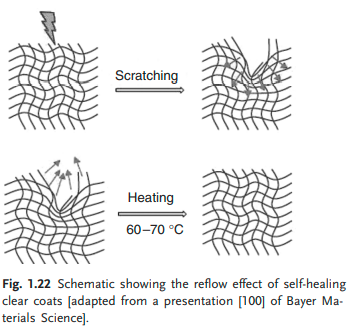 Scratching
Heating
60–70 °C
Fig. 1.22 Schematic showing the reflow effect of self-healing
clear coats [adapted from a presentation [100] of Bayer Ma-
terials Science].